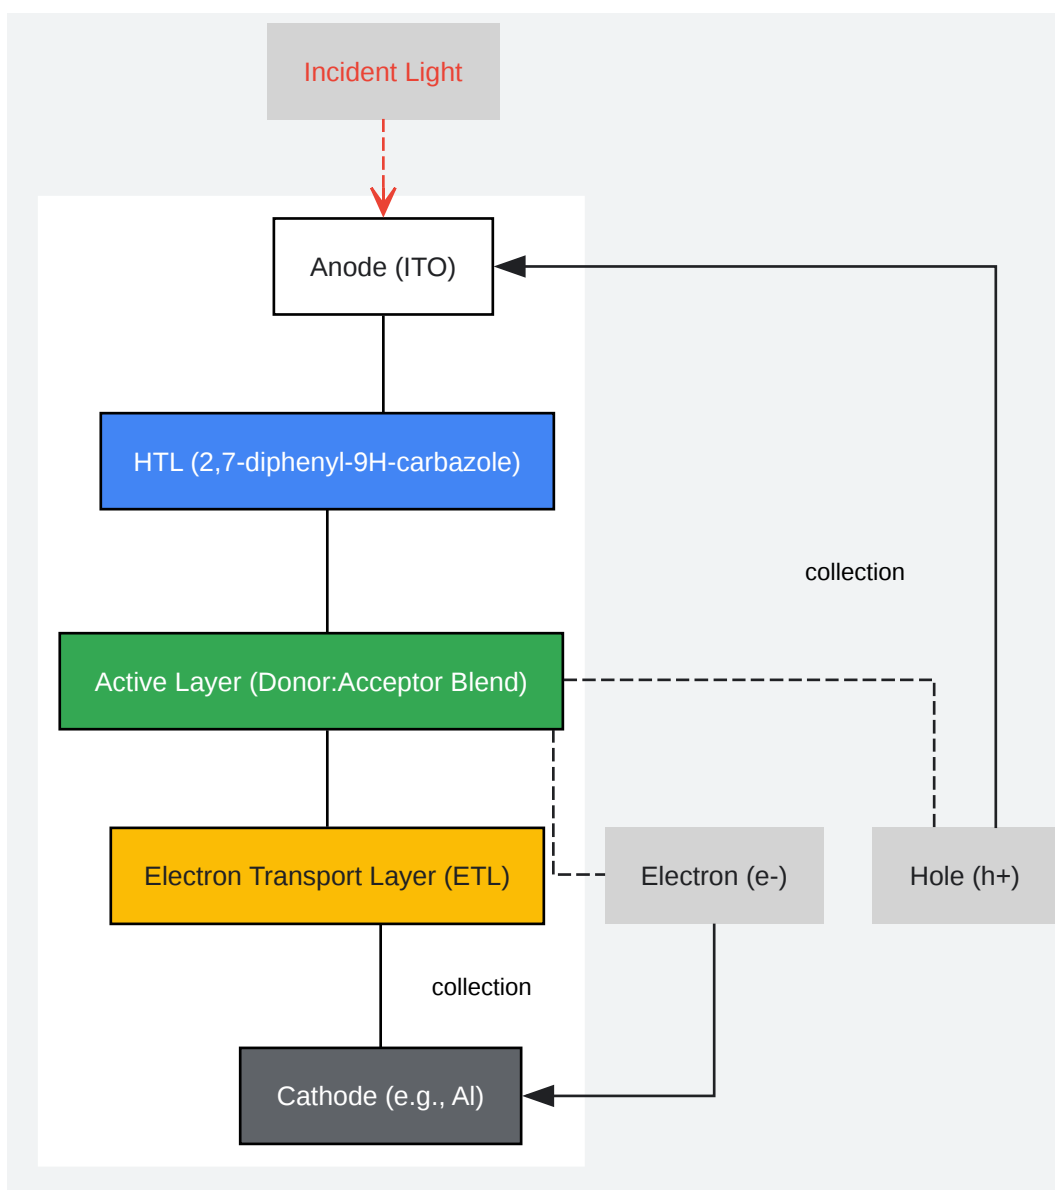 Incident Light
Anode (ITO)
HTL (2,7-diphenyl-9H-carbazole)
collection
Active Layer (Donor:Acceptor Blend)
Electron Transport Layer (ETL)
Electron (e-)
Hole (h+)
collection
Cathode (e.g., Al)